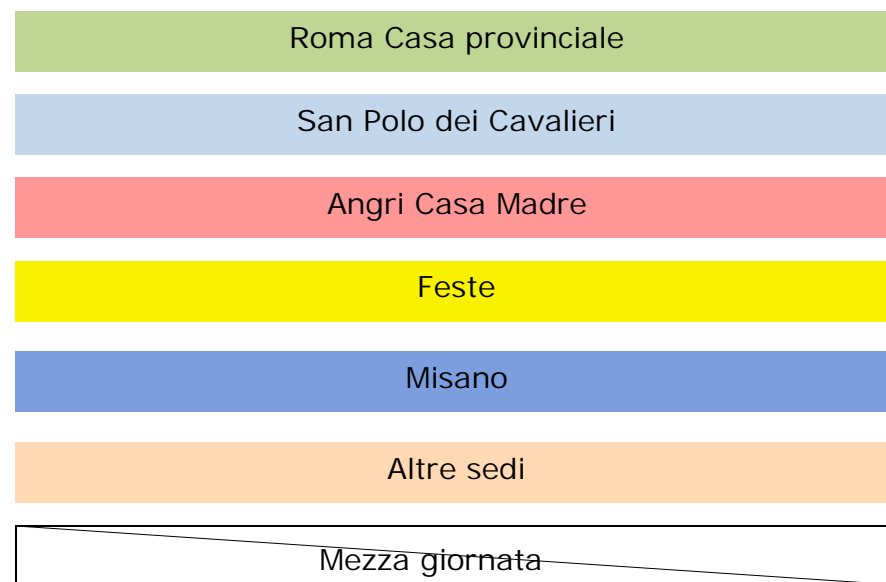 Roma Casa provinciale
San Polo dei Cavalieri
Angri Casa Madre
Feste
Misano
Altre sedi
Mezza giornata